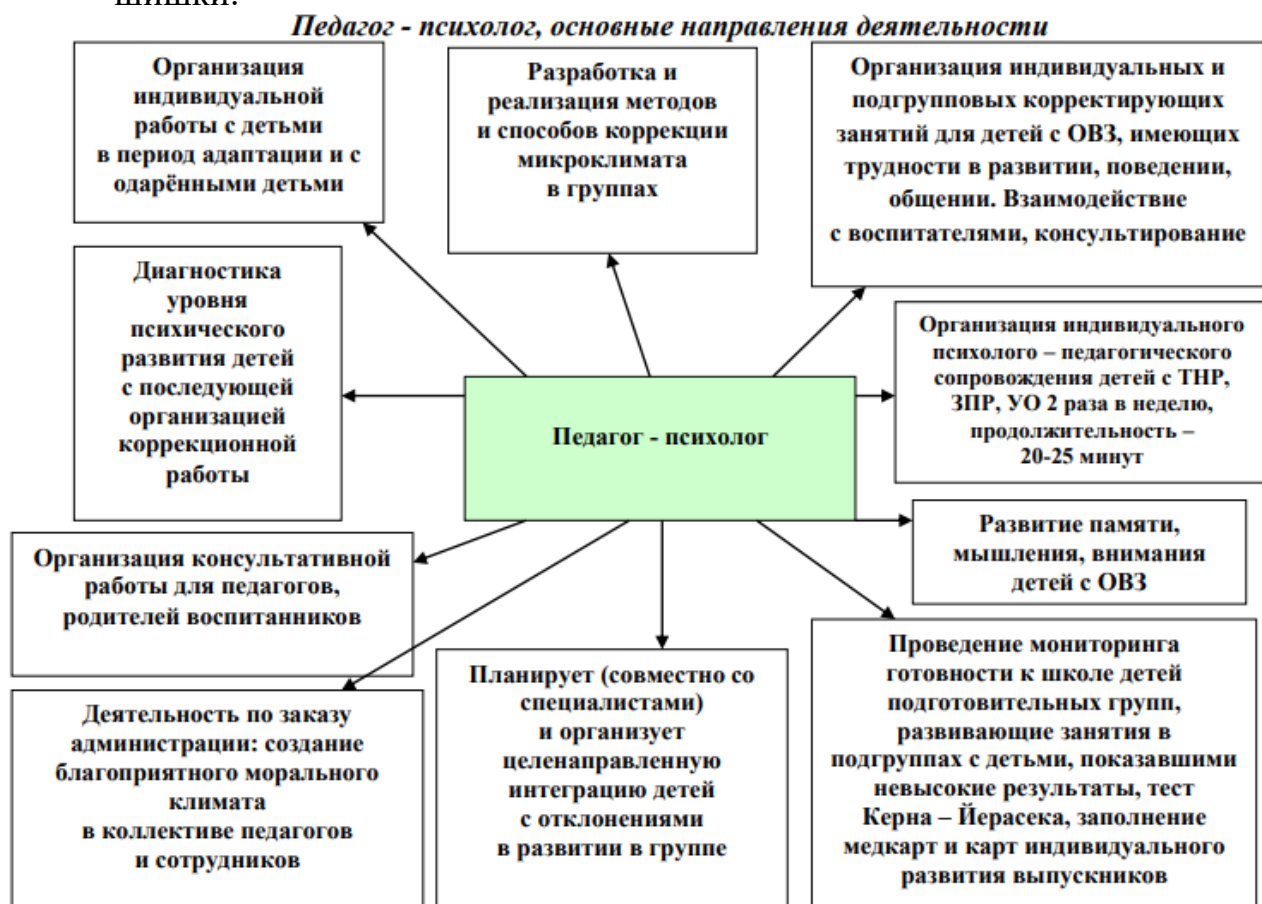 шишки.
Педагог - психолог, основные направления деятельности
Организация
индивидуальной
работы с детьми
в период адаптации и с
одарёнными детьми
Разработка и
реализация методов
и способов коррекции
микроклимата
в группах
Организация индивидуальных и
подгрупповых корректирующих
занятий для детей с ОВЗ, имеющих
трудности в развитии, поведении,
общении. Взаимодействие
с воспитателями, консультирование
Диагностика
уровня
психического
развития детей
с последующей
организацией
коррекционной
работы
Организация индивидуального
психолого – педагогического
сопровождения детей с ТНР,
ЗПР, УО 2 раза в неделю,
продолжительность –
20-25 минут
Педагог - психолог
Развитие памяти,
мышления, внимания
детей с ОВЗ
Организация консультативной
работы для педагогов,
родителей воспитанников
Деятельность по заказу
администрации: создание
благоприятного морального
климата
в коллективе педагогов
и сотрудников
Планирует (совместно со
специалистами)
и организует
целенаправленную
интеграцию детей
с отклонениями
в развитии в группе
Проведение мониторинга
готовности к школе детей
подготовительных групп,
развивающие занятия в
подгруппах с детьми, показавшими
невысокие результаты, тест
Керна – Йерасека, заполнение
медкарт и карт индивидуального
развития выпускников